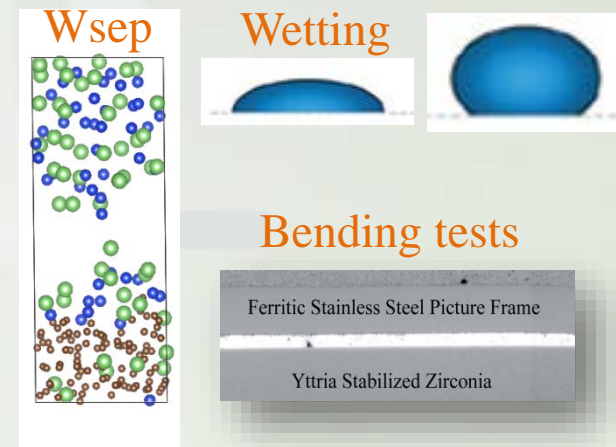 Wsep
Wetting
Bending tests
Ferritic Stainless Steel Picture Frame
Yttria Stabilized Zirconia